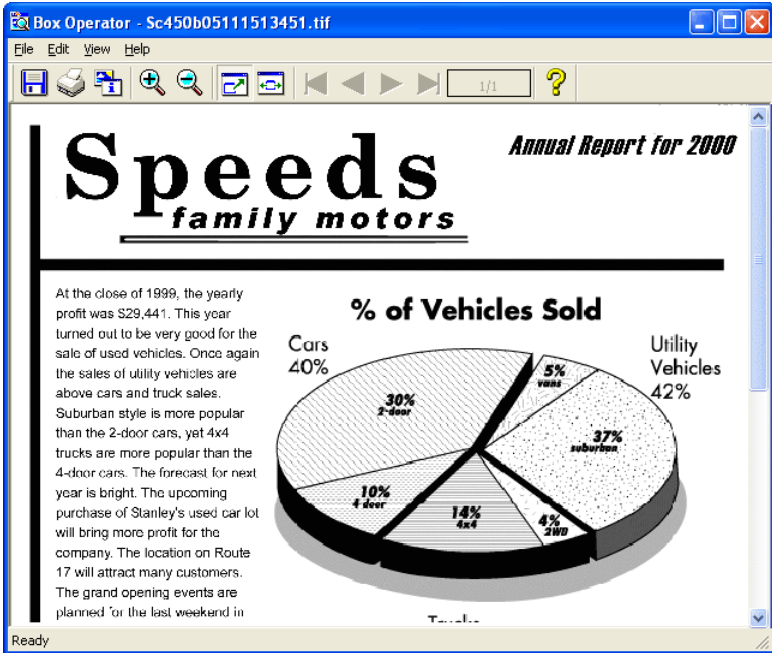 Box Operator - Sc450b05111513451.tif
File Edit View Help
1/1
Speeds
family motors
Annual Report for 2000
At the close of 1999, the yearly
profit was $29,441. This year
turned out to be very good for the
sale of used vehicles. Once again
the sales of utility vehicles are
above cars and truck sales.
Suburban style is more popular
than the 2-door cars, yet 4x4
trucks are more popular than the
4-door cars. The forecast for next
year is bright. The upcoming
purchase of Stanley's used car lot
will bring more profit for the
company. The location on Route
17 will attract many customers.
The grand opening events are
planned for the last weekend in
% of Vehicles Sold
Cars
40%
Utility
Vehicles
42%
5%
vans
30%
2-door
37%
suburban
10%
4 door
14%
4x4
4%
2WD
Trucks
Ready